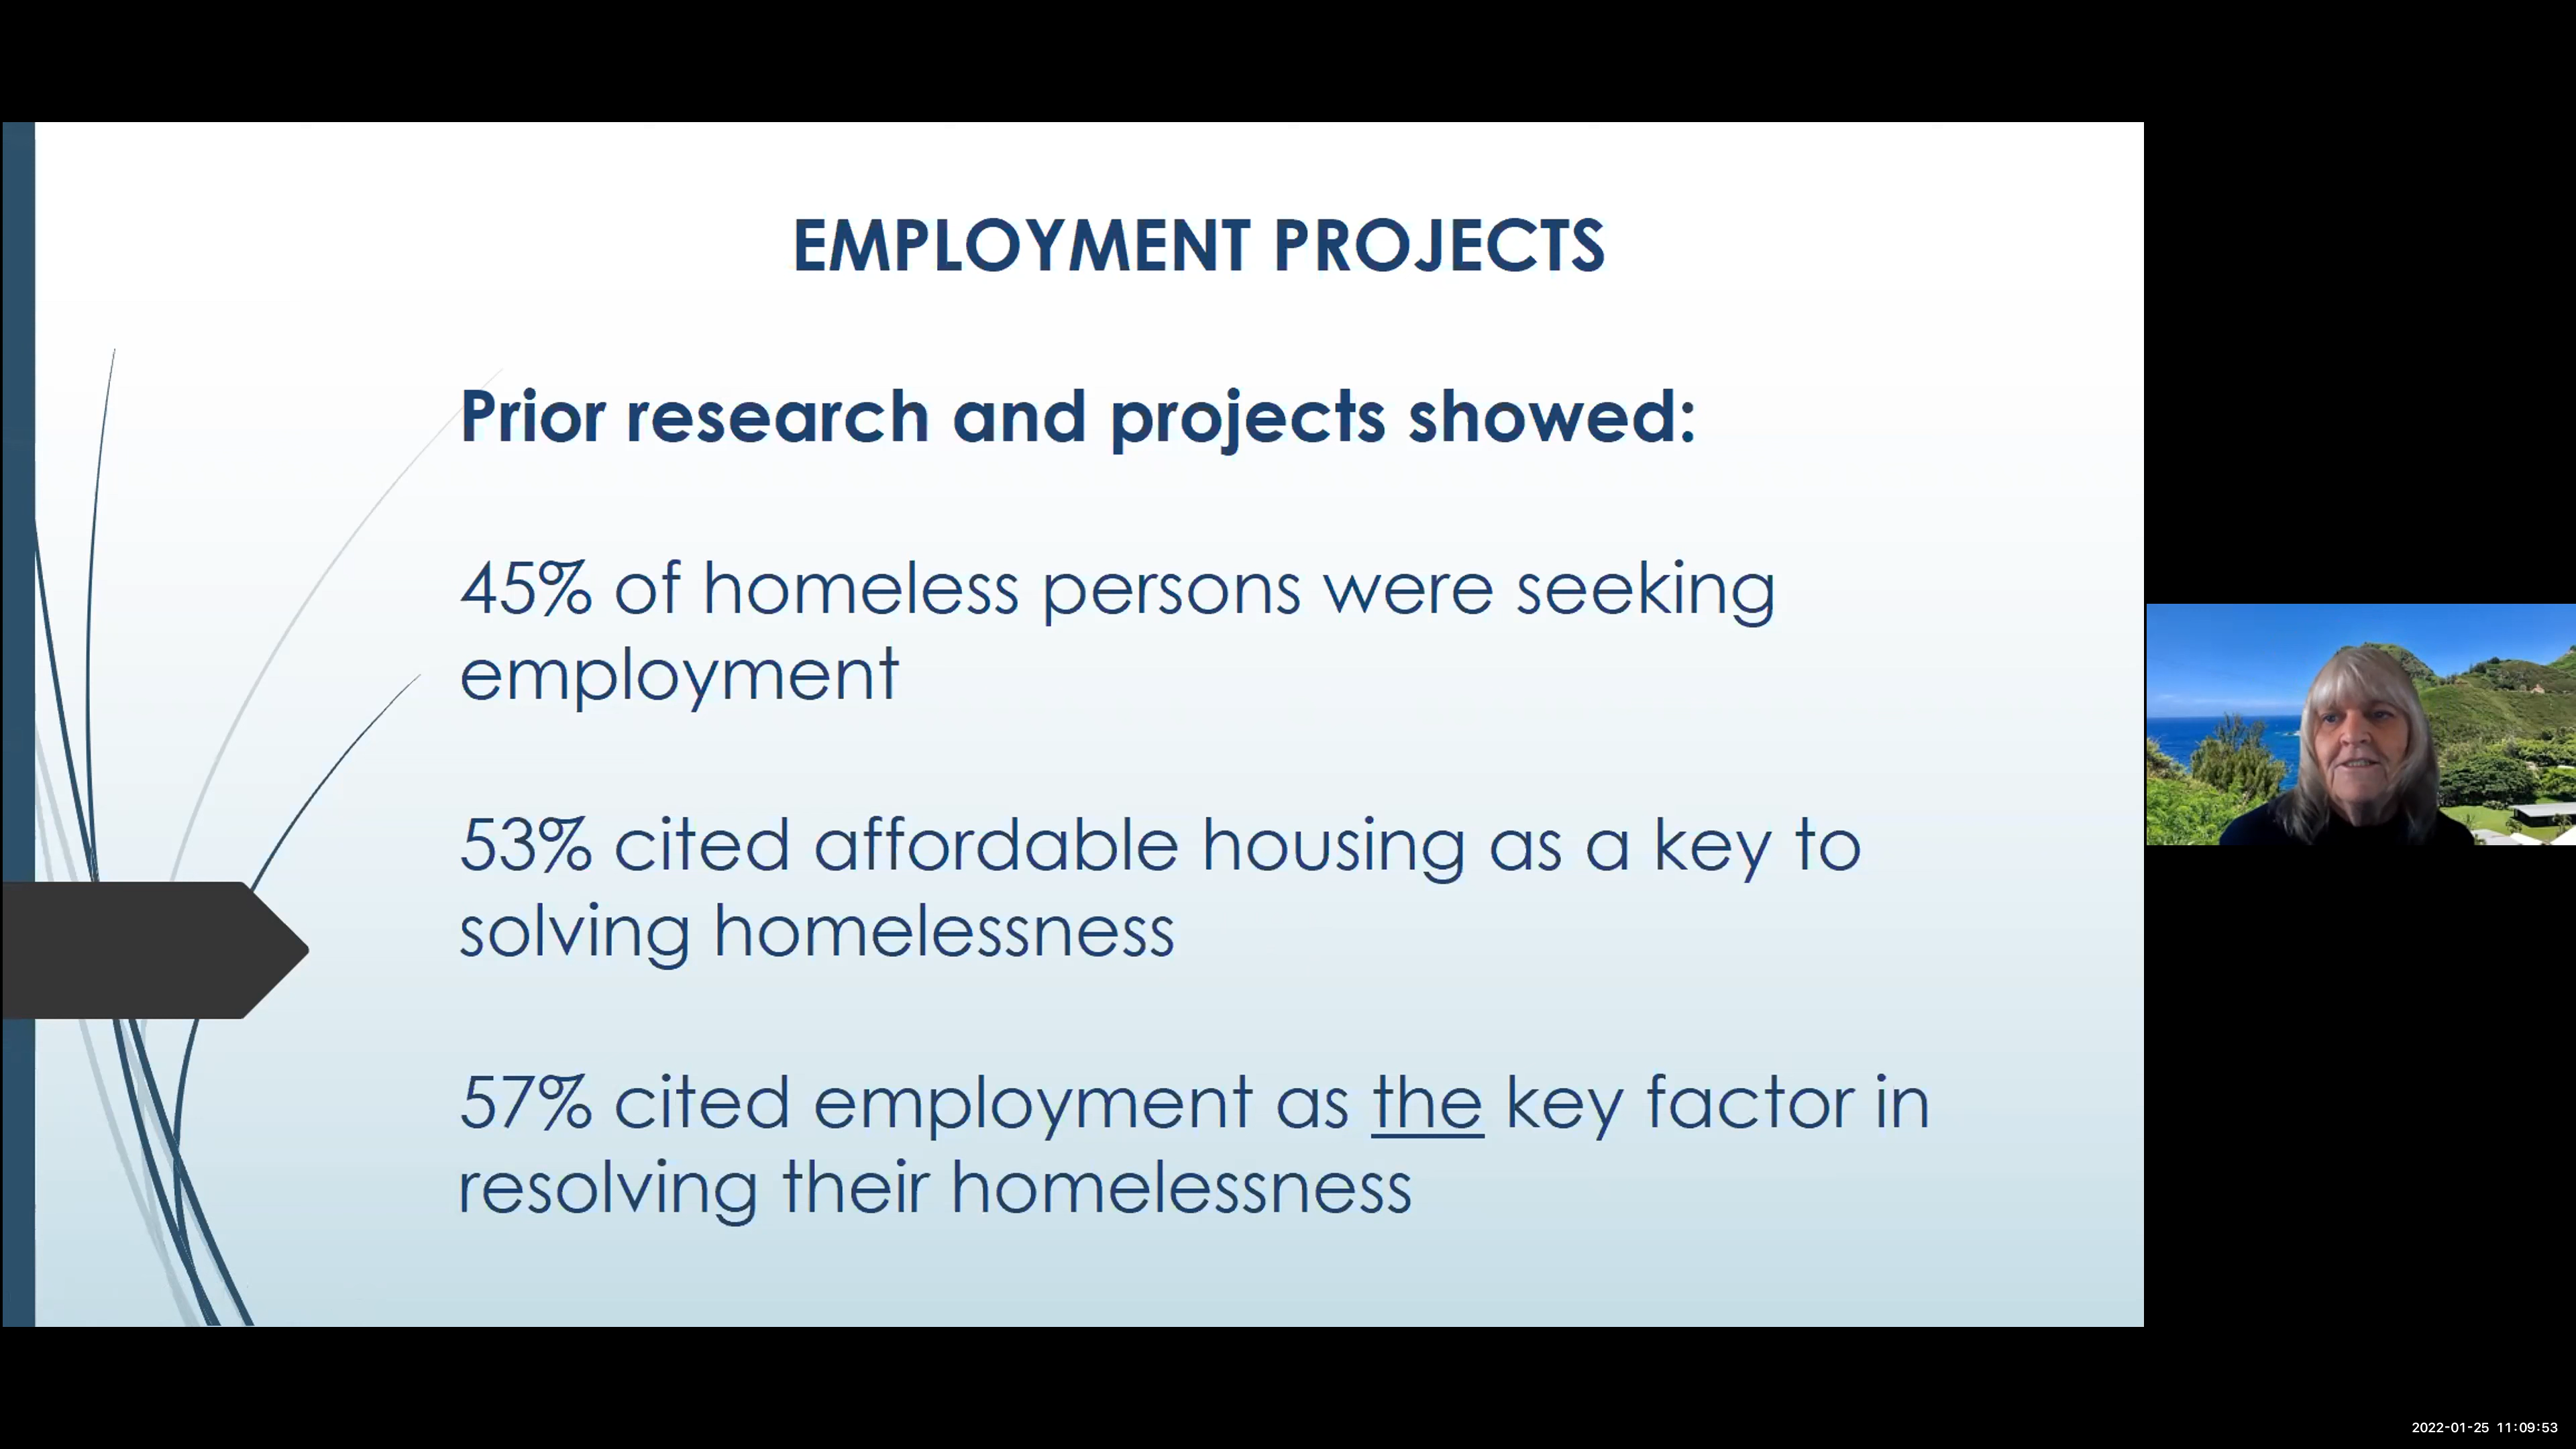 EMPLOYMENT PROJECTS
Prior research and projects showed:
45% of homeless persons were seeking
employment
53% cited affordable housing as a key to
solving homelessness
57% cited employment as the key factor in
resolving their homelessness
2022-01-25 11:09:53